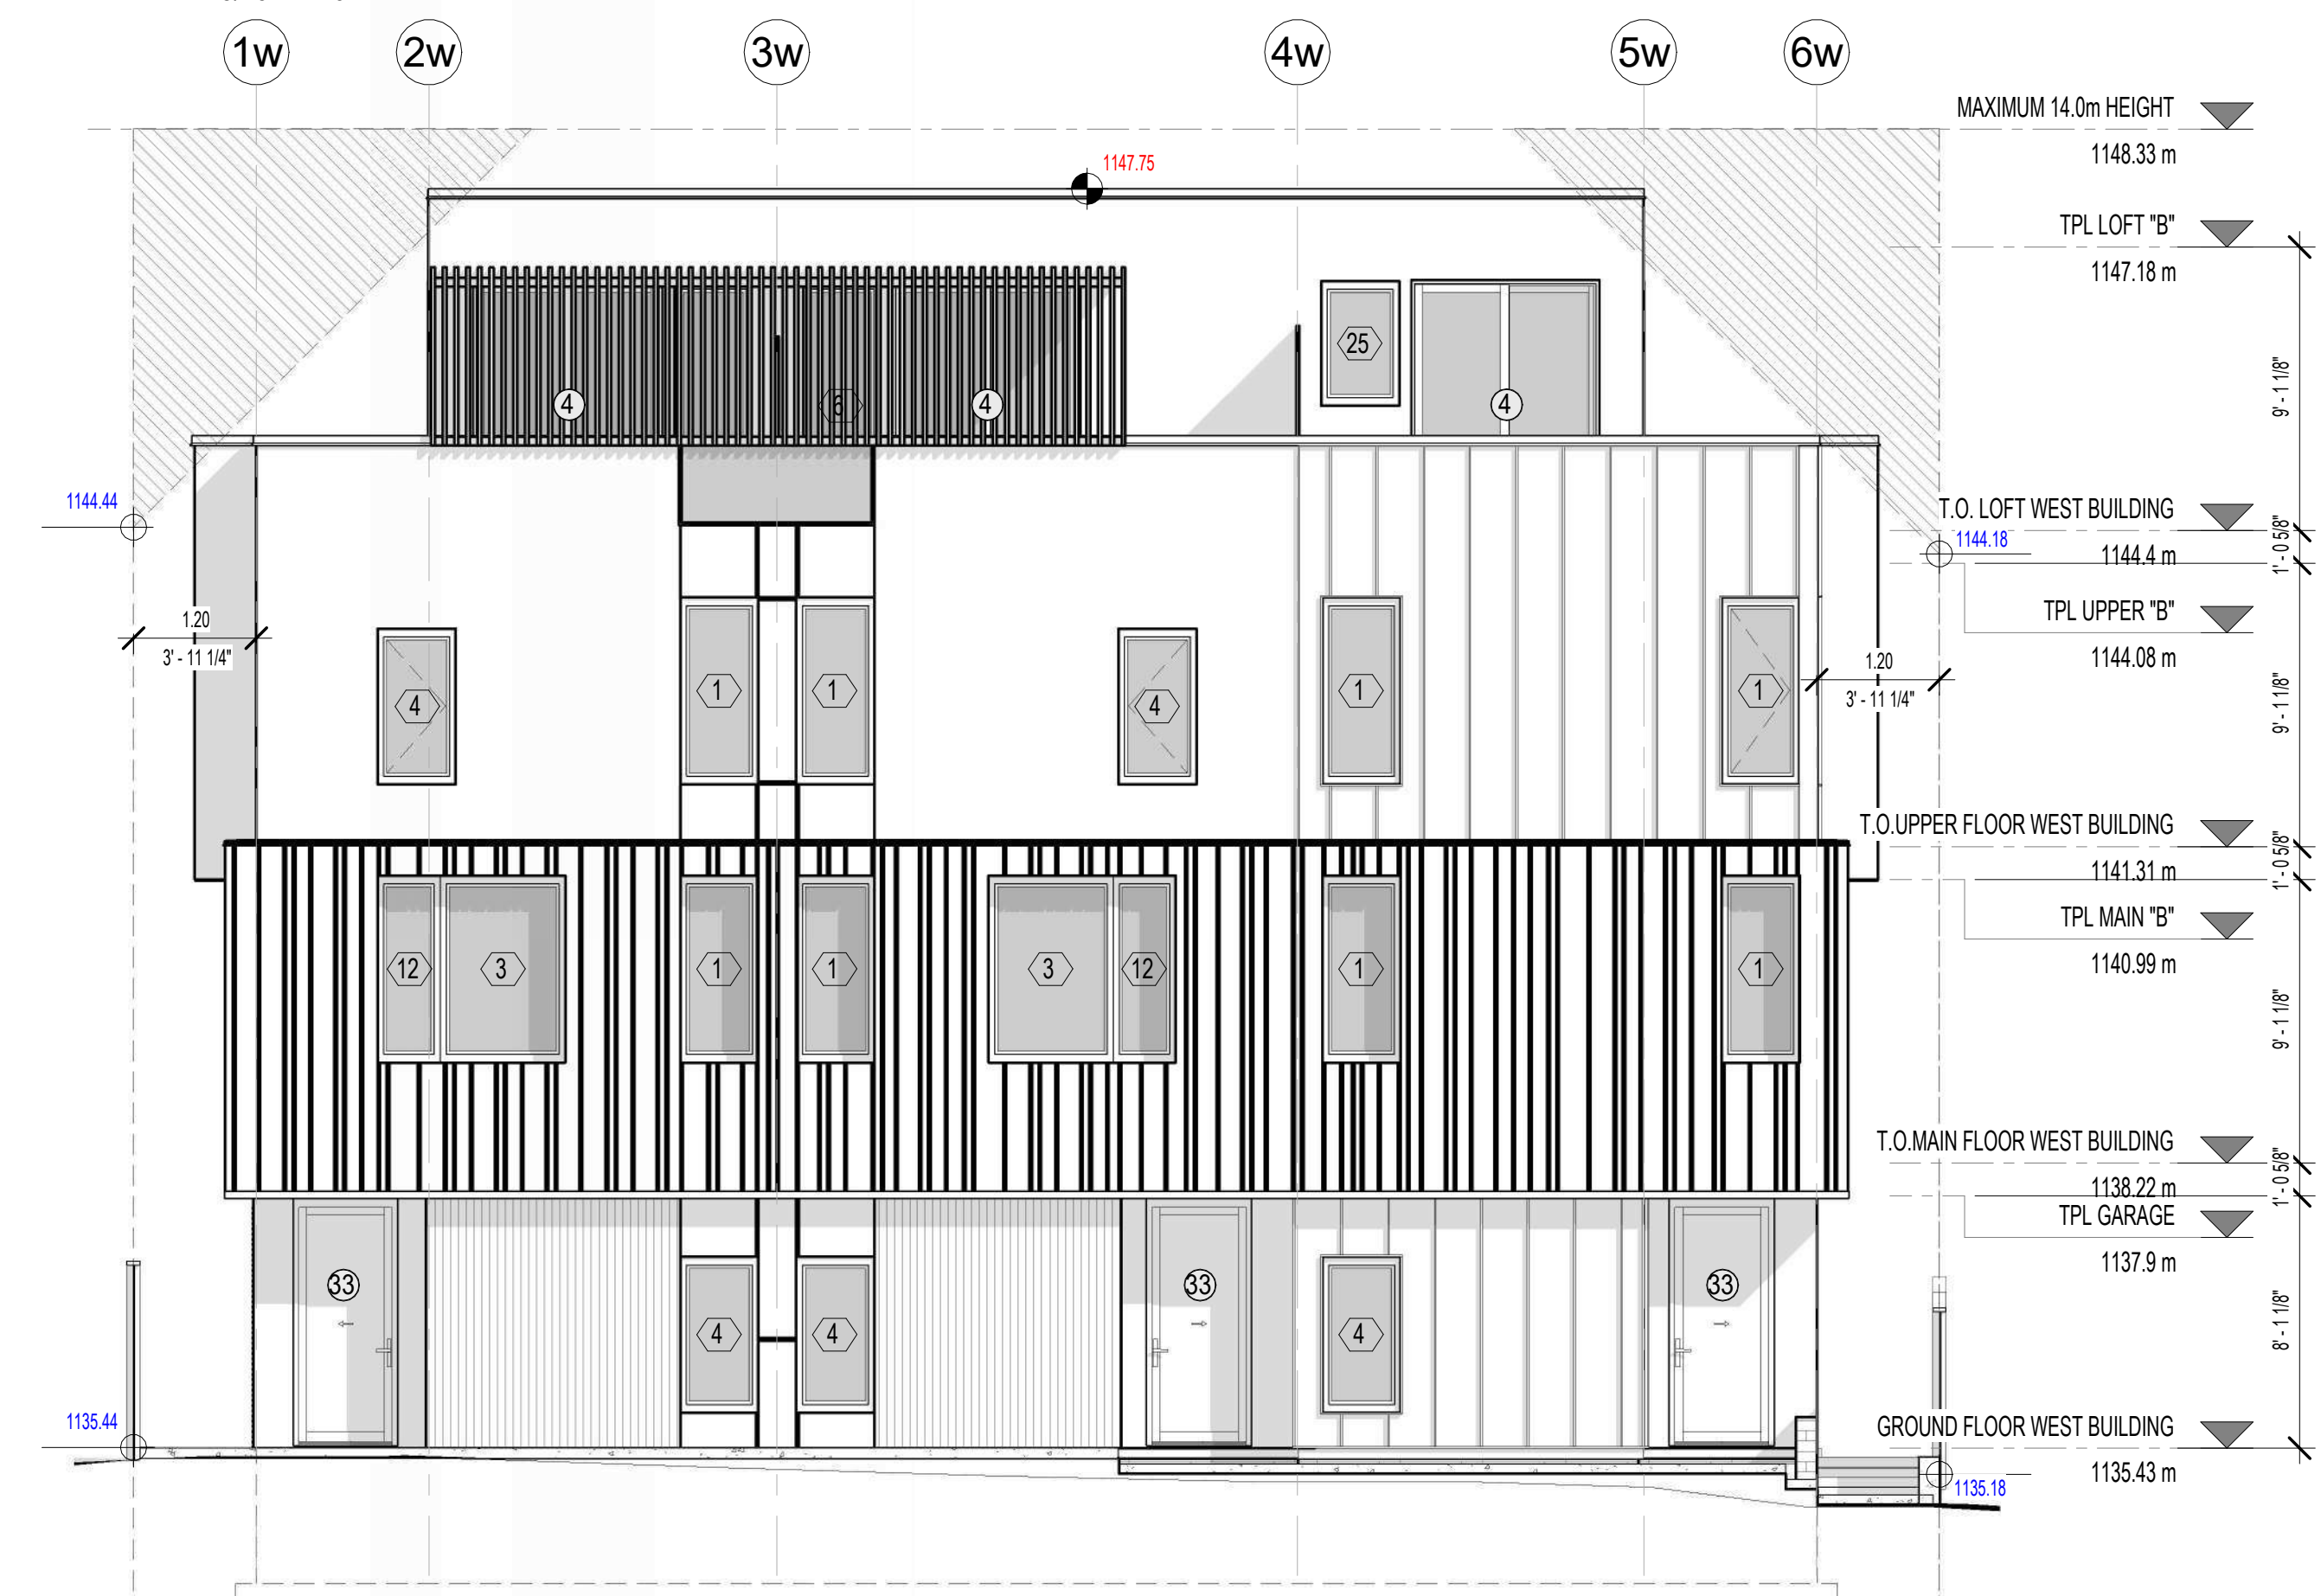 1w 2w 3w 4w 5w 6w
MAXIMUM 14.0m HEIGHT
1148.33 m
1147.75
TPL LOFT "B"
1147.18 m
25
9' - 1 1/8"
4 6 4 4
1144.44
T.O. LOFT WEST BUILDING
1144.18
1144.4 m
1' - 0 5/8"
TPL UPPER "B"
1144.08 m
1.20
3' - 11 1/4"
1.20
3' - 11 1/4"
4 1 1 4 1 1
9' - 1 1/8"
T.O.UPPER FLOOR WEST BUILDING
1141.31 m
1' - 0 5/8"
TPL MAIN "B"
1140.99 m
12 3 1 1 3 12 1 1
9' - 1 1/8"
T.O.MAIN FLOOR WEST BUILDING
1138.22 m
1' - 0 5/8"
TPL GARAGE
1137.9 m
33 33 33
4 4 4
8' - 1 1/8"
1135.44
GROUND FLOOR WEST BUILDING
1135.43 m
1135.18